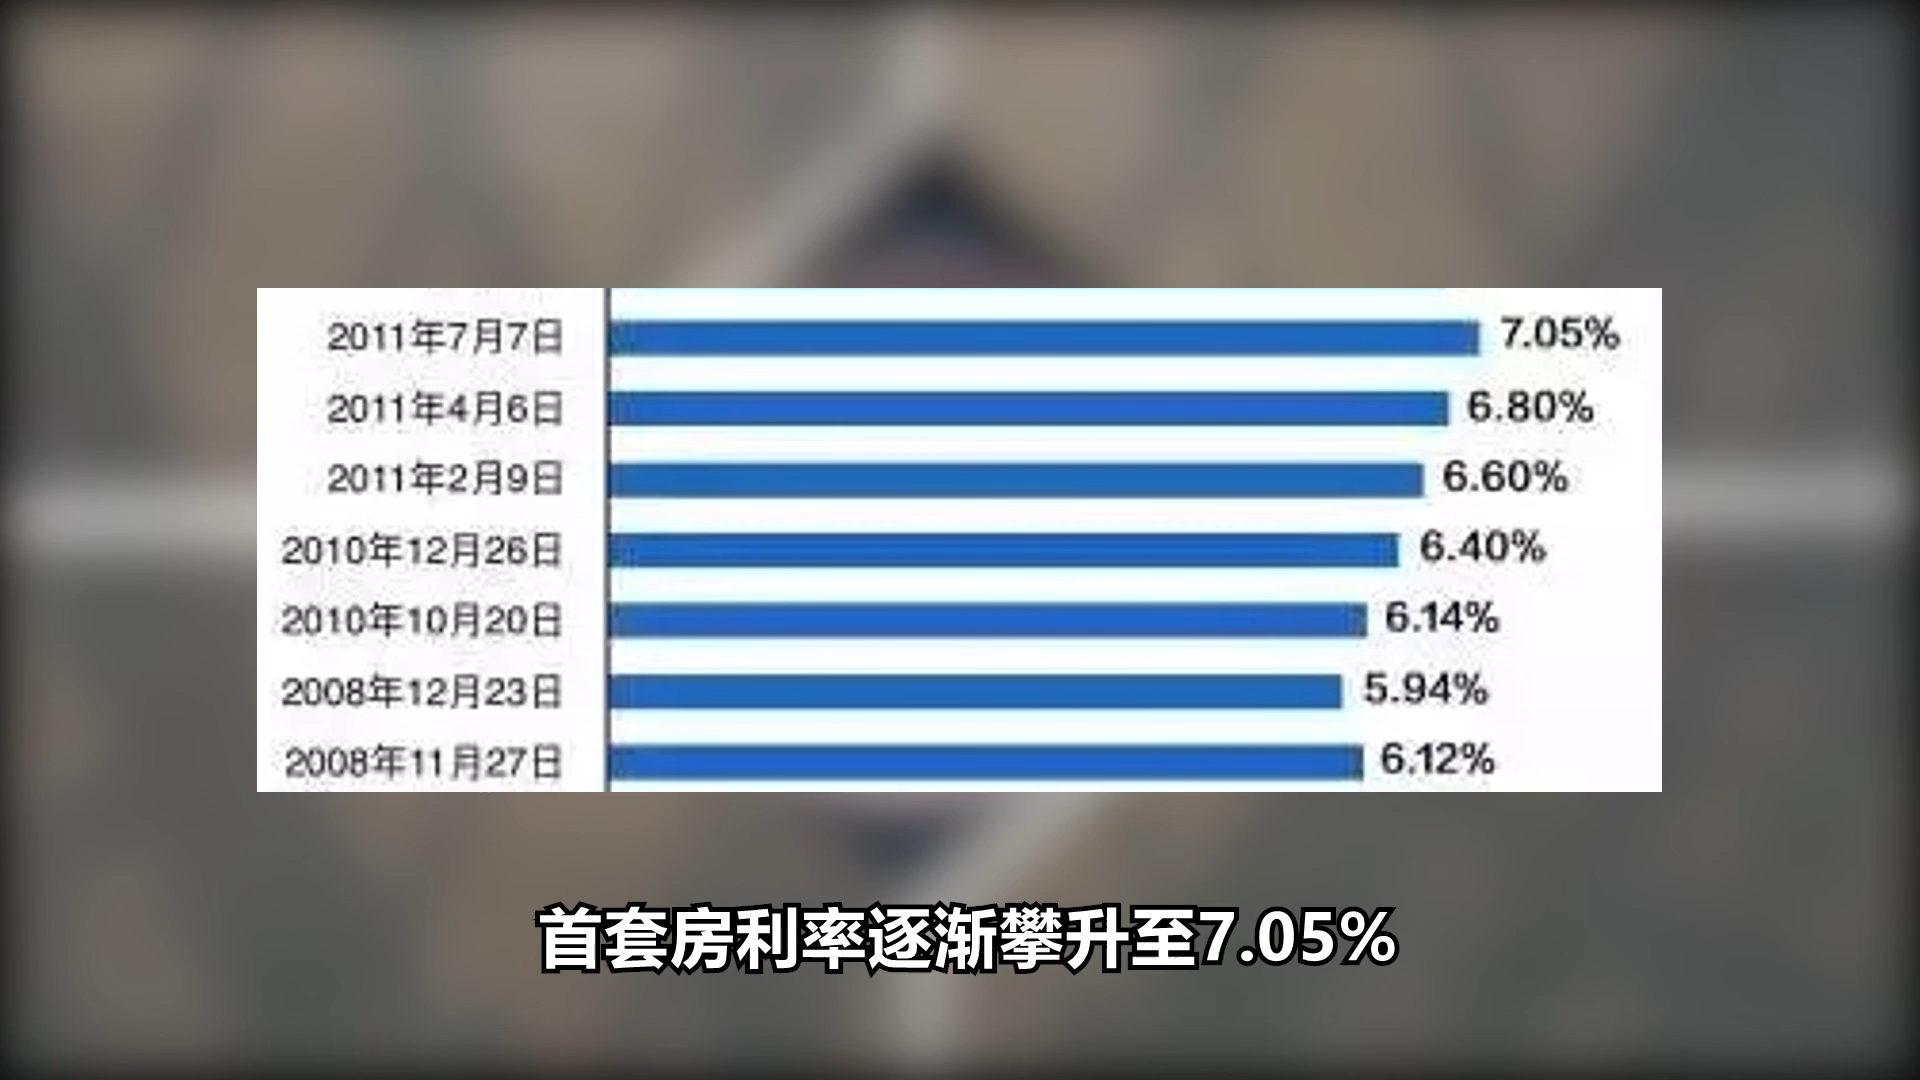 2011年7月7日 7.05%
2011年4月6日 6.80%
2011年2月9日 6.60%
2010年12月26日 6.40%
2010年10月20日 6.14%
2008年12月23日 5.94%
2008年11月27日 6.12%
首套房利率逐渐攀升至7.05%